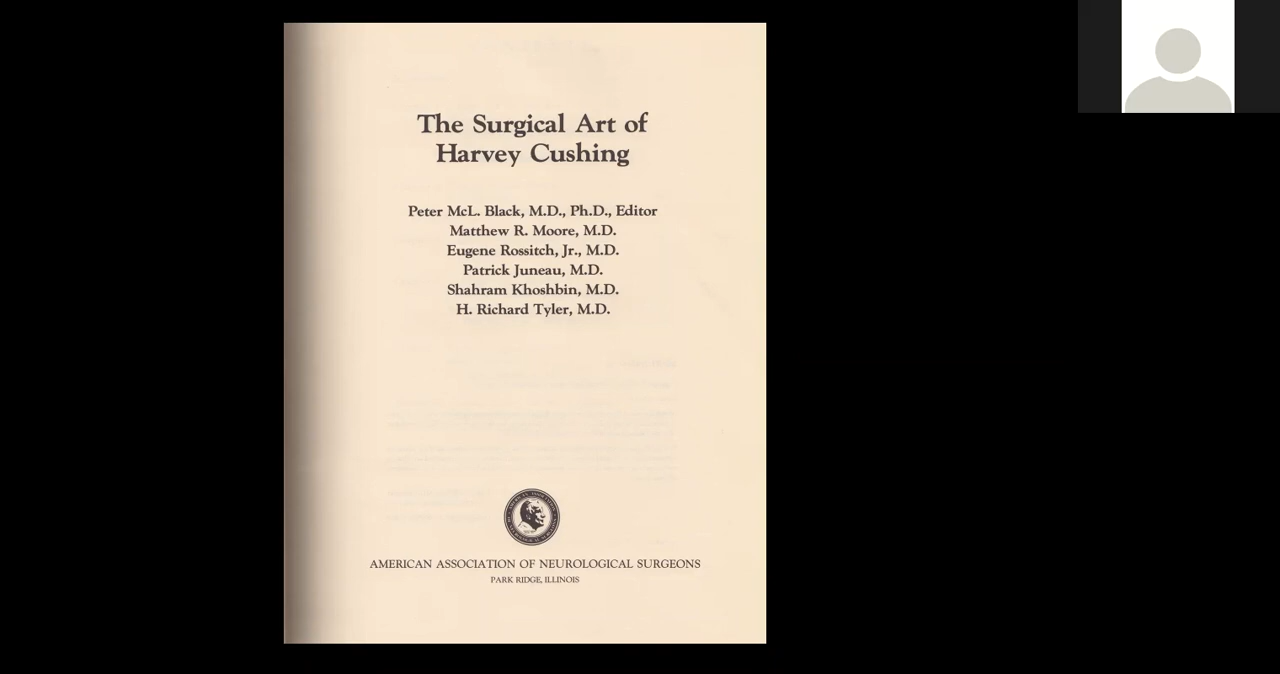 The Surgical Art of
Harvey Cushing
Peter McL. Black, M.D., Ph.D., Editor
Matthew R. Moore, M.D.
Eugene Rossitch, Jr., M.D.
Patrick Juneau, M.D.
Shahram Khoshbin, M.D.
H. Richard Tyler, M.D.
AMERICAN ASSOCIATION OF NEUROLOGICAL SURGEONS
PARK RIDGE, ILLINOIS